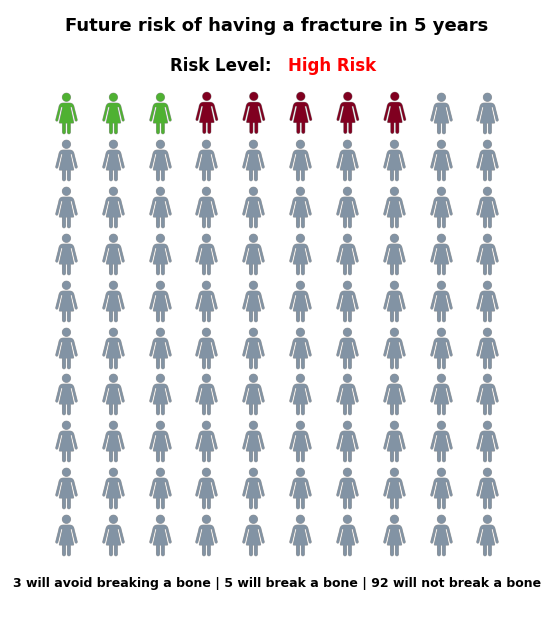 Future risk of having a fracture in 5 years
Risk Level: High Risk
3 will avoid breaking a bone | 5 will break a bone | 92 will not break a bone